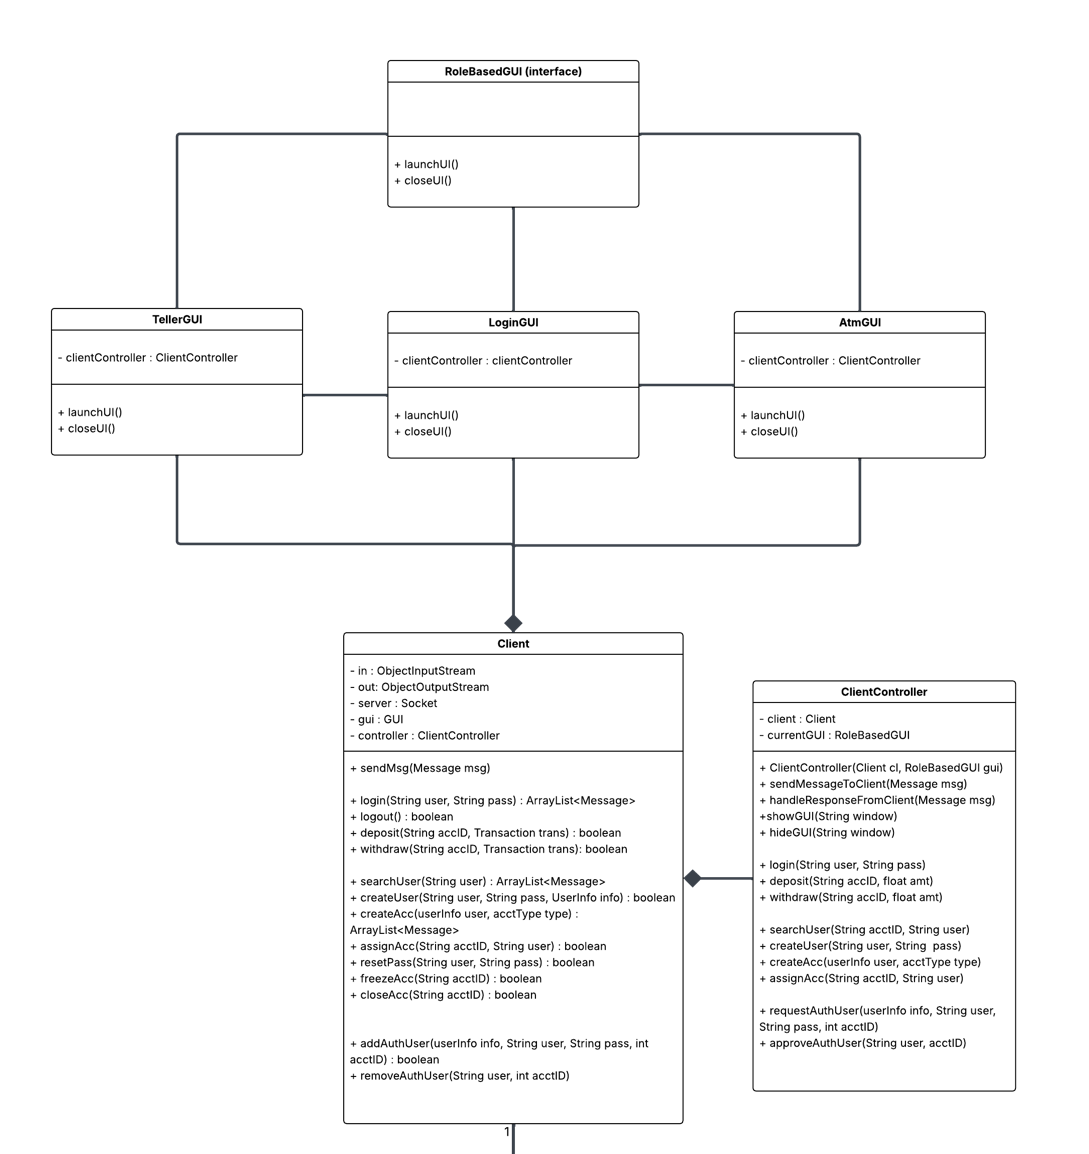 RoleBasedGUI (interface)
+ launchUI()
+ closeUI()
TellerGUI
- clientController : ClientController
+ launchUI()
+ closeUI()
LoginGUI
- clientController : clientController
+ launchUI()
+ closeUI()
AtmGUI
- clientController : ClientController
+ launchUI()
+ closeUI()
Client
- in : ObjectInputStream
- out: ObjectOutputStream
- server : Socket
- gui : GUI
- controller : ClientController
+ sendMsg(Message msg)
+ login(String user, String pass) : ArrayList<Message>
+ logout() : boolean
+ deposit(String accID, Transaction trans) : boolean
+ withdraw(String accID, Transaction trans): boolean
+ searchUser(String user) : ArrayList<Message>
+ createUser(String user, String pass, UserInfo info) : boolean
+ createAcc(userInfo user, acctType type) :
ArrayList<Message>
+ assignAcc(String acctID, String user) : boolean
+ resetPass(String user, String pass) : boolean
+ freezeAcc(String acctID) : boolean
+ closeAcc(String acctID) : boolean
+ addAuthUser(userInfo info, String user, String pass, int
acctID) : boolean
+ removeAuthUser(String user, int acctID)
1
ClientController
- client : Client
- currentGUI : RoleBasedGUI
+ ClientController(Client cl, RoleBasedGUI gui)
+ sendMessageToClient(Message msg)
+ handleResponseFromClient(Message msg)
+showGUI(String window)
+ hideGUI(String window)
+ login(String user, String pass)
+ deposit(String accID, float amt)
+ withdraw(String accID, float amt)
+ searchUser(String acctID, String user)
+ createUser(String user, String  pass)
+ createAcc(userInfo user, acctType type)
+ assignAcc(String acctID, String user)
+ requestAuthUser(userInfo info, String user,
String pass, int acctID)
+ approveAuthUser(String user, acctID)